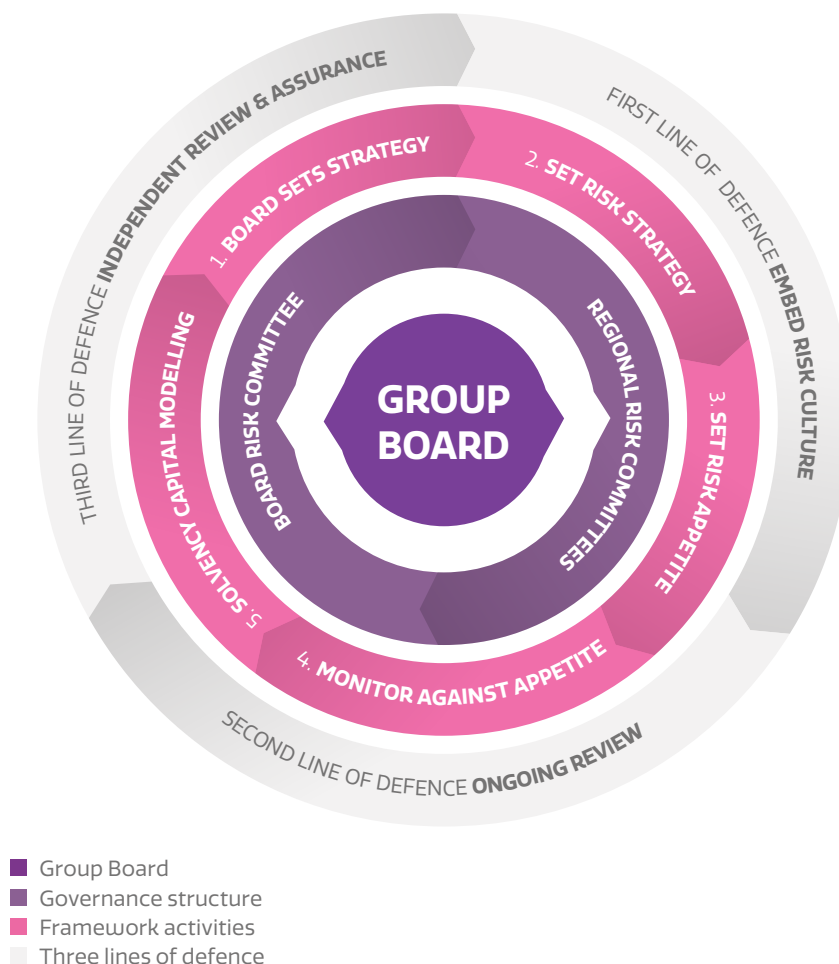 THIRD LINE OF DEFENCE INDEPENDENT REVIEW & ASSURANCE
FIRST LINE OF DEFENCE EMBED RISK CULTURE
SECOND LINE OF DEFENCE ONGOING REVIEW
1. BOARD SETS STRATEGY
2. SET RISK STRATEGY
3. SET RISK APPETITE
4. MONITOR AGAINST APPETITE
5. SOLVENCY CAPITAL MODELLING
BOARD RISK COMMITTEE
REGIONAL RISK COMMITTEES
GROUP
BOARD
Group Board
Governance structure
Framework activities
Three lines of defence